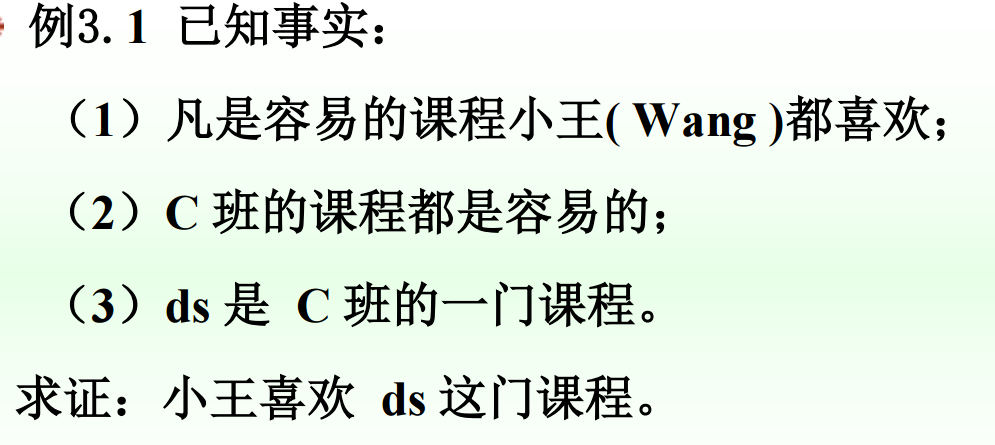 例3.1 已知事实：
（1）凡是容易的课程小王( Wang )都喜欢；
（2）C 班的课程都是容易的；
（3）ds 是 C 班的一门课程。
求证：小王喜欢 ds 这门课程。